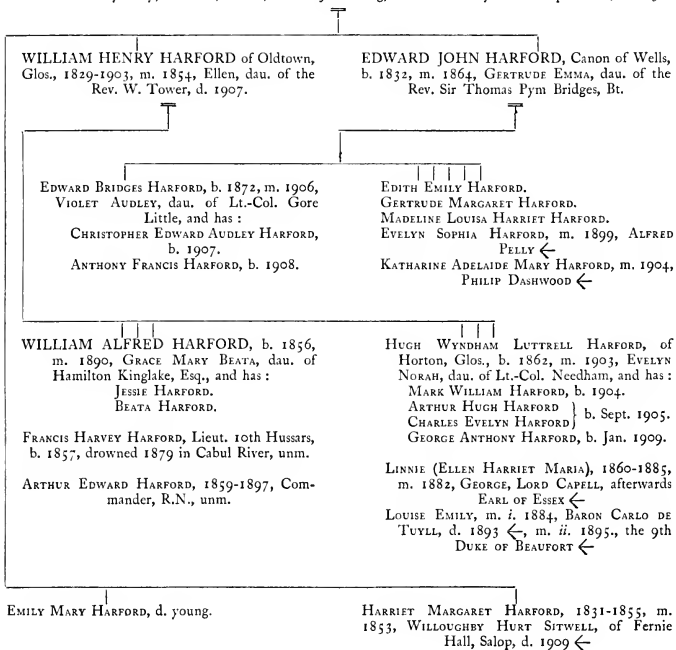 WILLIAM HENRY HARFORD of Oldtown,
Glos., 1829-1903, m. 1854, Ellen, dau. of the
Rev. W. Tower, d. 1907.
EDWARD JOHN HARFORD, Canon of Wells,
b. 1832, m. 1864, GERTRUDE EMMA, dau. of the
Rev. Sir Thomas Pym Bridges, Bt.
EDWARD BRIDGES HARFORD, b. 1872, m. 1906,
VIOLET AUDLEY, dau. of Lt.-Col. Gore
Little, and has :
CHRISTOPHER EDWARD AUDLEY HARFORD,
b. 1907.
ANTHONY FRANCIS HARFORD, b. 1908.
EDITH EMILY HARFORD.
GERTRUDE MARGARET HARFORD.
MADELINE LOUISA HARRIET HARFORD.
EVELYN SOPHIA HARFORD, m. 1899, ALFRED
PELLY ←
KATHARINE ADELAIDE MARY HARFORD, m. 1904,
PHILIP DASHWOOD ←
WILLIAM ALFRED HARFORD, b. 1856,
m. 1890, GRACE MARY BEATA, dau. of
Hamilton Kinglake, Esq., and has :
JESSIE HARFORD.
BEATA HARFORD.
FRANCIS HARVEY HARFORD, Lieut. 10th Hussars,
b. 1857, drowned 1879 in Cabul River, unm.
ARTHUR EDWARD HARFORD, 1859-1897, Com-
mander, R.N., unm.
HUGH WYNDHAM LUTTRELL HARFORD, of
Horton, Glos., b. 1862, m. 1903, EVELYN
NORAH, dau. of Lt.-Col. Needham, and has :
MARK WILLIAM HARFORD, b. 1904.
ARTHUR HUGH HARFORD
CHARLES EVELYN HARFORD } b. Sept. 1905.
GEORGE ANTHONY HARFORD, b. Jan. 1909.
LINNIE (ELLEN HARRIET MARIA), 1860-1885,
m. 1882, GEORGE, LORD CAPELL, afterwards
EARL OF ESSEX ←
LOUISE EMILY, m. i. 1884, BARON CARLO DE
TUYLL, d. 1893 ←, m. ii. 1895., the 9th
DUKE OF BEAUFORT ←
EMILY MARY HARFORD, d. young.
HARRIET MARGARET HARFORD, 1831-1855, m.
1853, WILLOUGHBY HURT SITWELL, of Fernie
Hall, Salop, d. 1909 ←